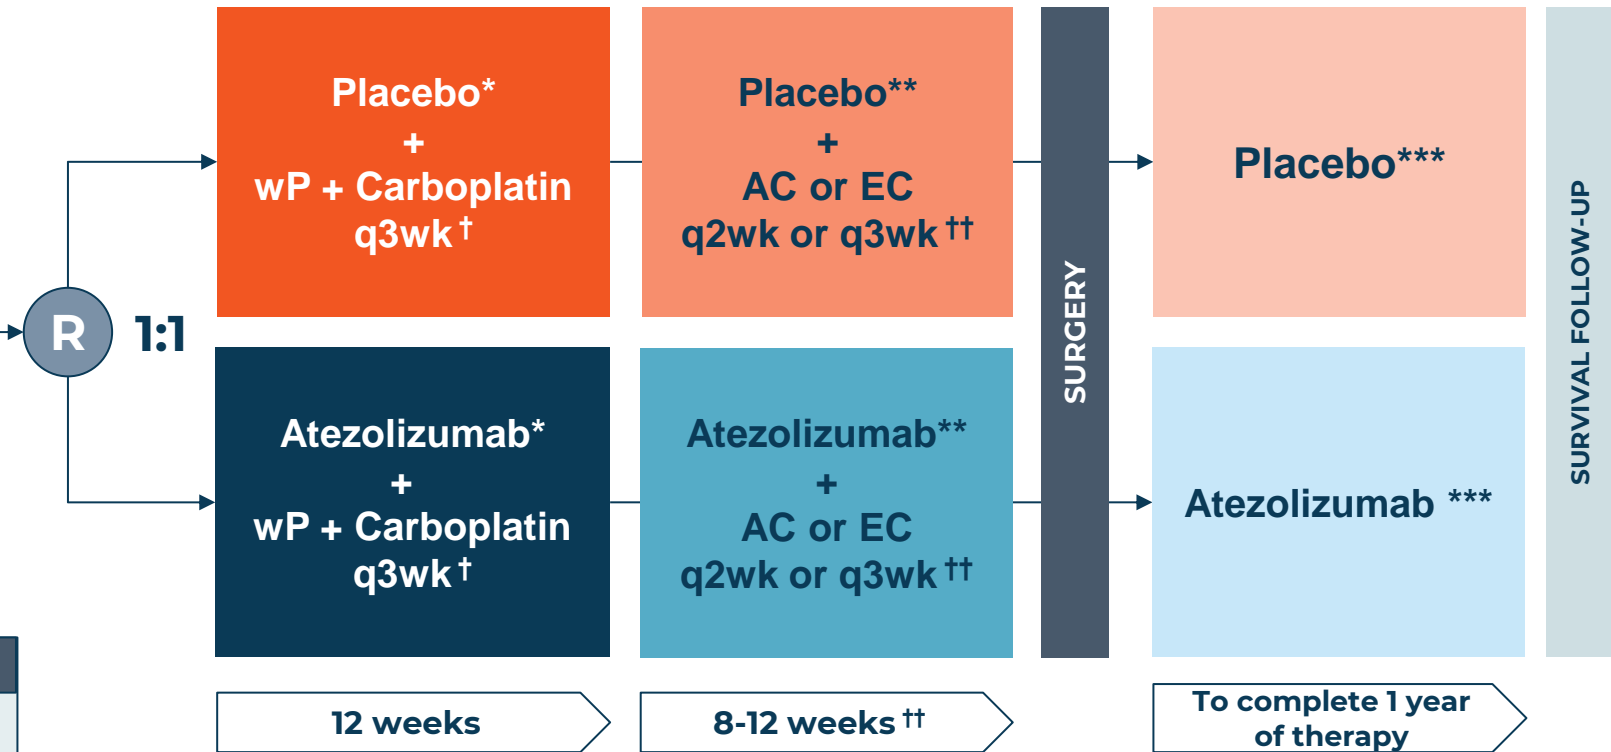 R
1:1
Placebo*
+
wP + Carboplatin
q3wk †
Placebo**
+
AC or EC
q2wk or q3wk ††
SURGERY
Placebo***
SURVIVAL FOLLOW-UP
Atezolizumab*
+
wP + Carboplatin
q3wk †
Atezolizumab**
+
AC or EC
q2wk or q3wk ††
Atezolizumab ***
12 weeks
8-12 weeks ††
To complete 1 year
of therapy